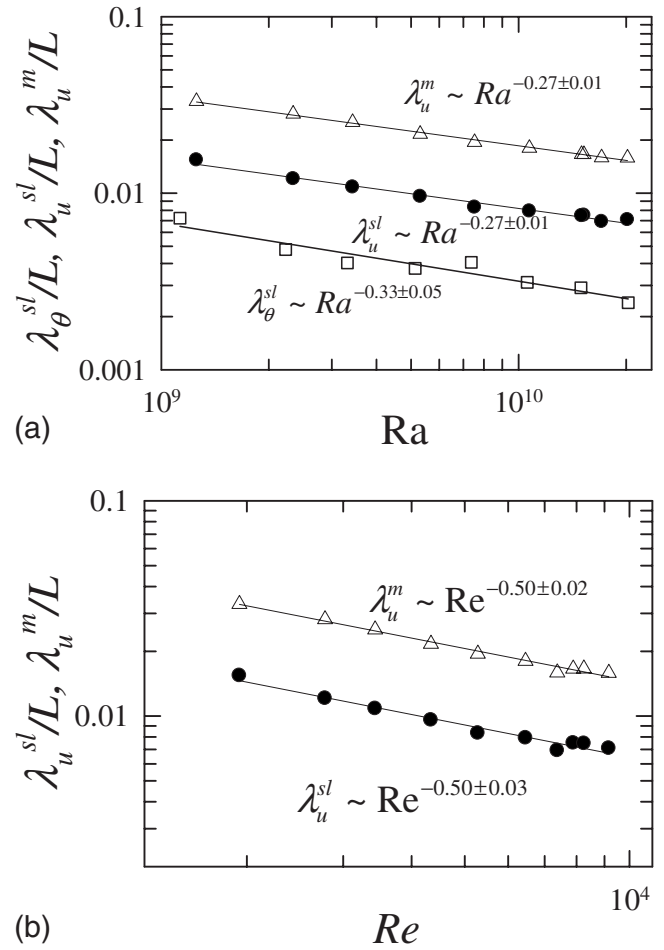 0.1
0.01
0.001
λ_θ^{sl}/L, λ_u^{sl}/L, λ_u^m/L
λ_u^m ~ Ra^{-0.27±0.01}
λ_u^{sl} ~ Ra^{-0.27±0.01}
λ_θ^{sl} ~ Ra^{-0.33±0.05}
10^9
10^{10}
(a)
Ra
0.1
0.01
λ_u^{sl}/L, λ_u^m/L
λ_u^m ~ Re^{-0.50±0.02}
λ_u^{sl} ~ Re^{-0.50±0.03}
10^4
(b)
Re